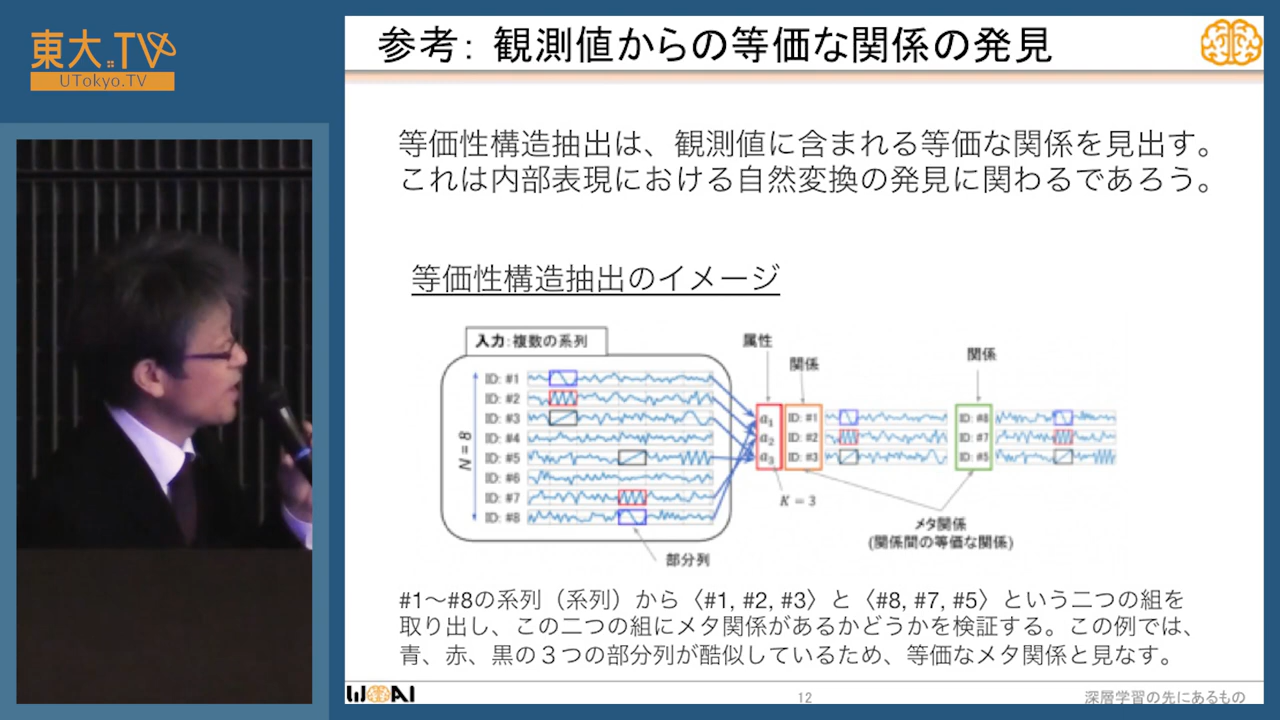 東大.TV
UTokyo.TV
参考： 観測値からの等価な関係の発見
等価性構造抽出は、観測値に含まれる等価な関係を見出す。
これは内部表現における自然変換の発見に関わるであろう。
等価性構造抽出のイメージ
入力：複数の系列
属性
関係
関係
ID: #1
ID: #2
ID: #3
ID: #4
ID: #5
ID: #6
ID: #7
ID: #8
N = 8
a₁
a₂
a₃
ID: #1
ID: #2
ID: #3
ID: #8
ID: #7
ID: #5
K = 3
メタ関係
(関係間の等価な関係)
部分列
#1〜#8の系列（系列）から〈#1, #2, #3〉と〈#8, #7, #5〉という二つの組を
取り出し、この二つの組にメタ関係があるかどうかを検証する。この例では、
青、赤、黒の３つの部分列が酷似しているため、等価なメタ関係と見なす。
WBAI
12
深層学習の先にあるもの